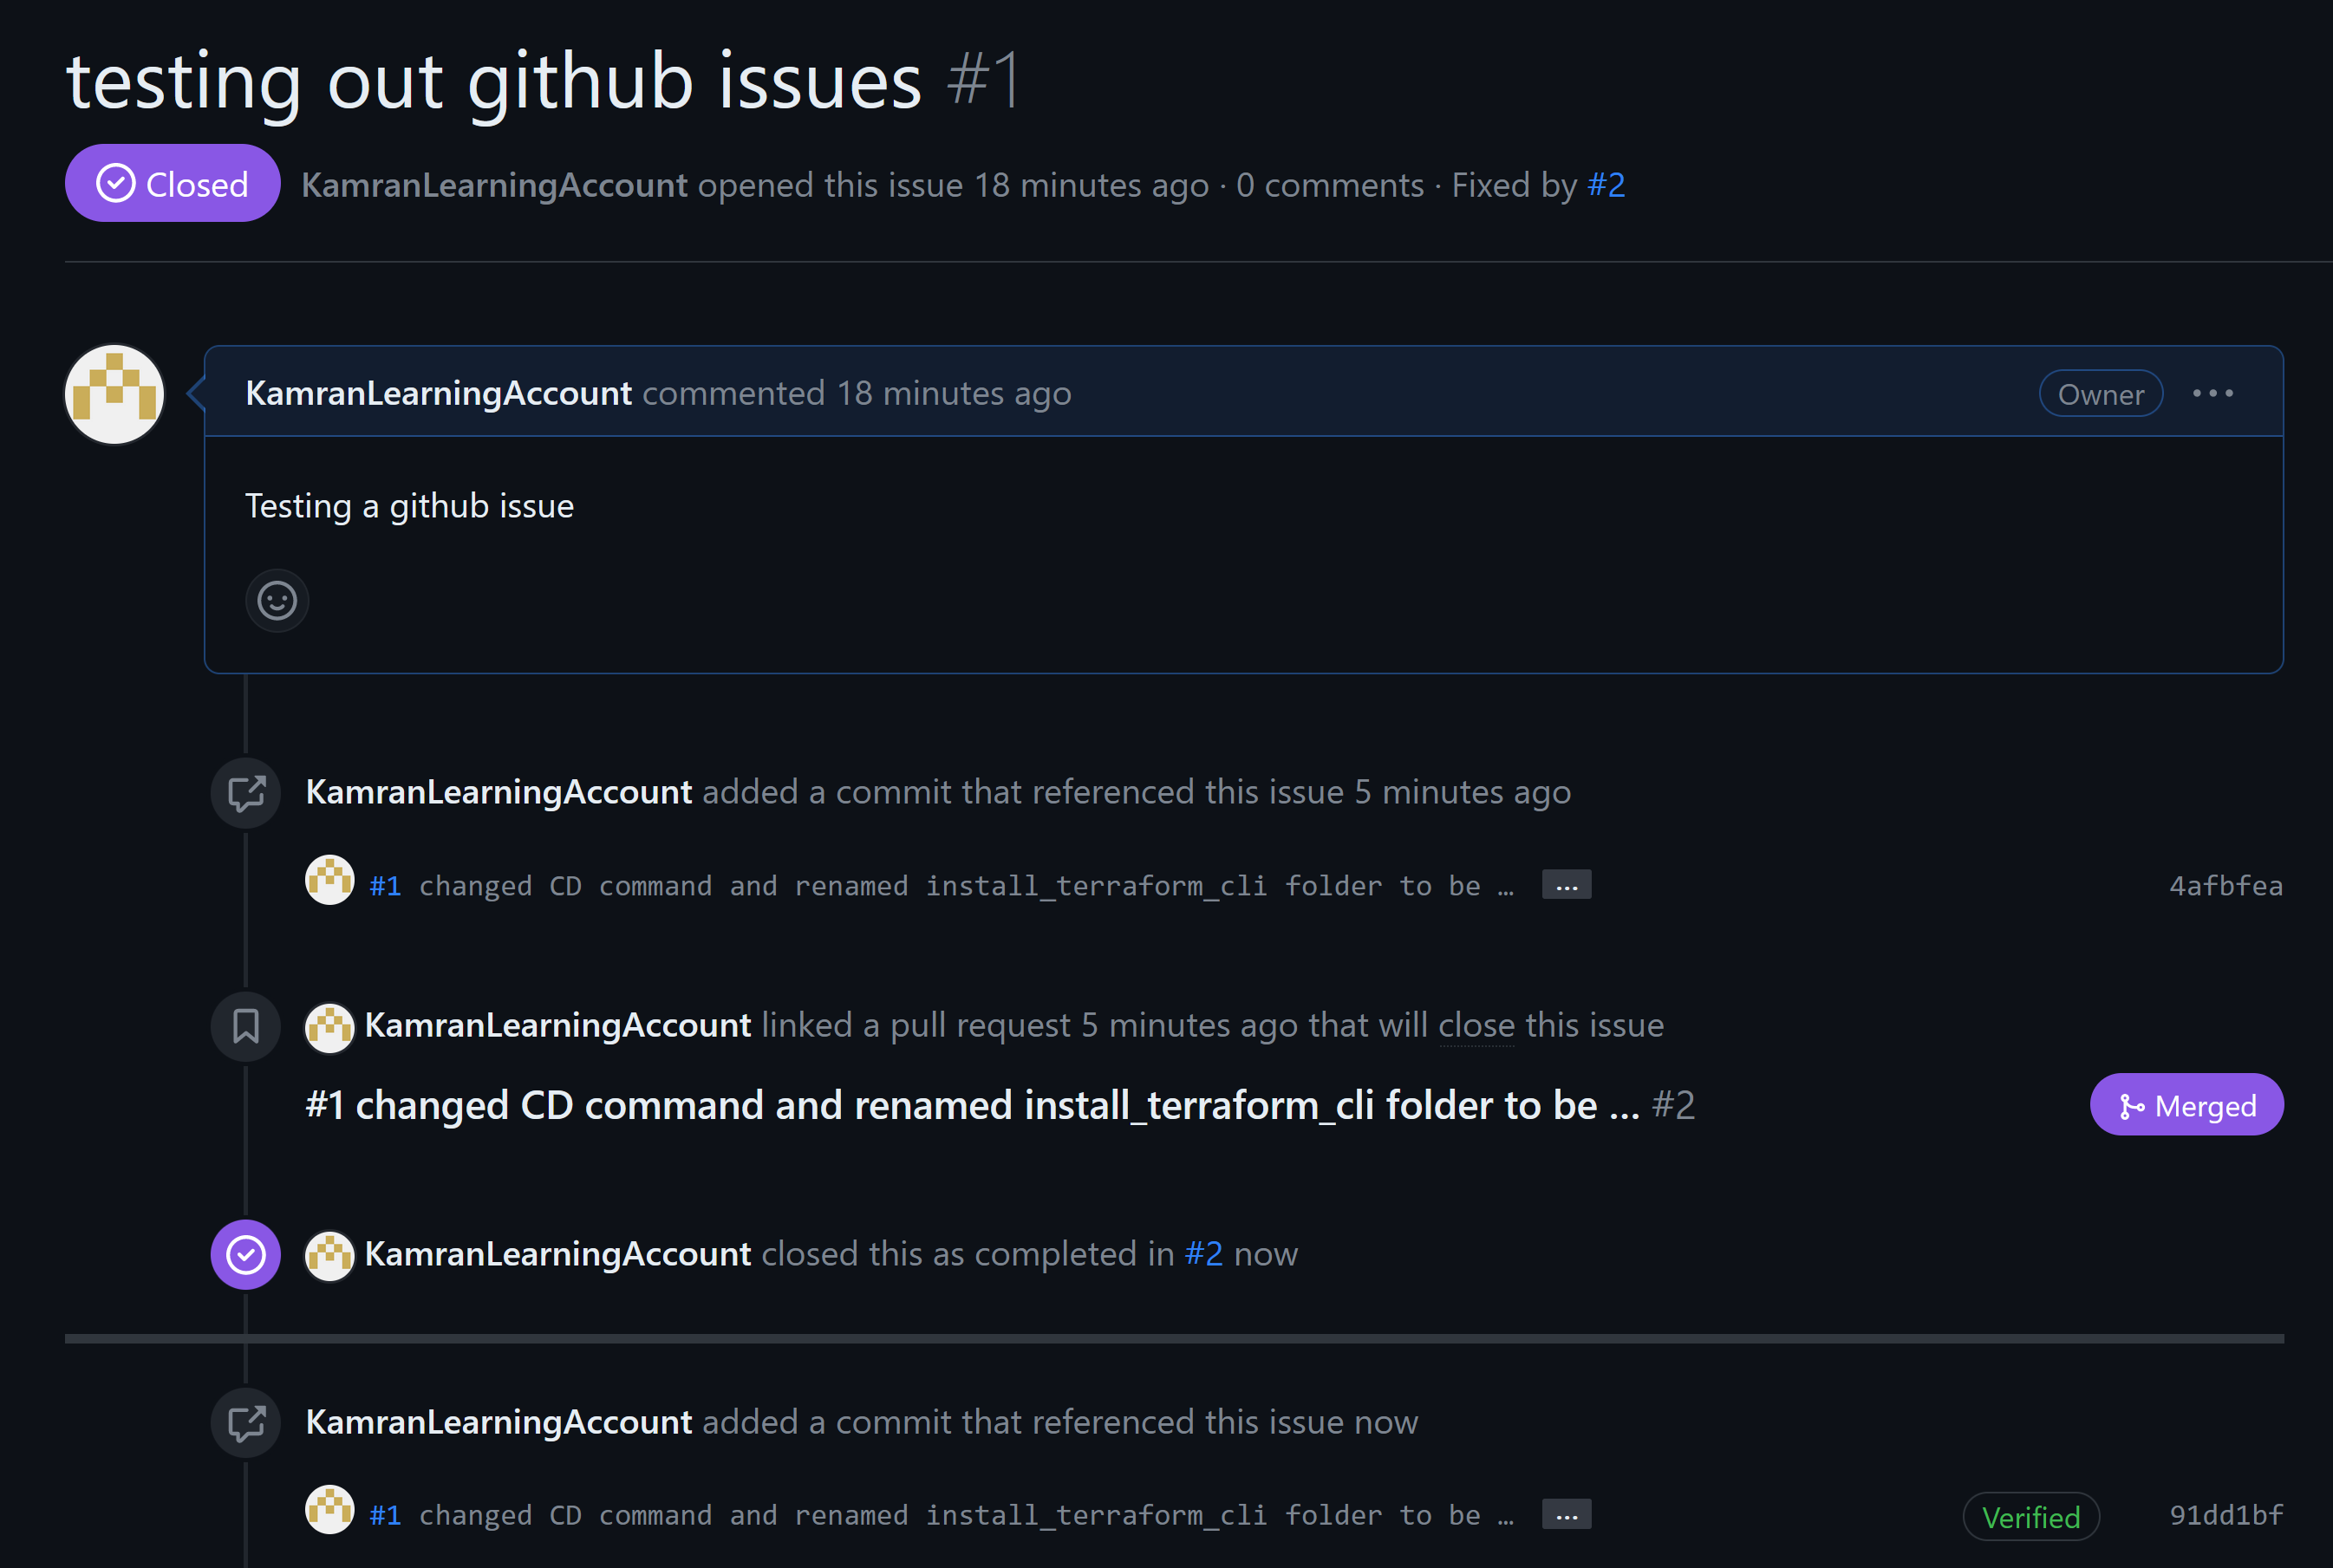 testing out github issues #1
Closed KamranLearningAccount opened this issue 18 minutes ago · 0 comments · Fixed by #2
KamranLearningAccount commented 18 minutes ago Owner ···
Testing a github issue
KamranLearningAccount added a commit that referenced this issue 5 minutes ago
#1 changed CD command and renamed install_terraform_cli folder to be … … 4afbfea
KamranLearningAccount linked a pull request 5 minutes ago that will close this issue
#1 changed CD command and renamed install_terraform_cli folder to be … #2 Merged
KamranLearningAccount closed this as completed in #2 now
KamranLearningAccount added a commit that referenced this issue now
#1 changed CD command and renamed install_terraform_cli folder to be … … Verified 91dd1bf